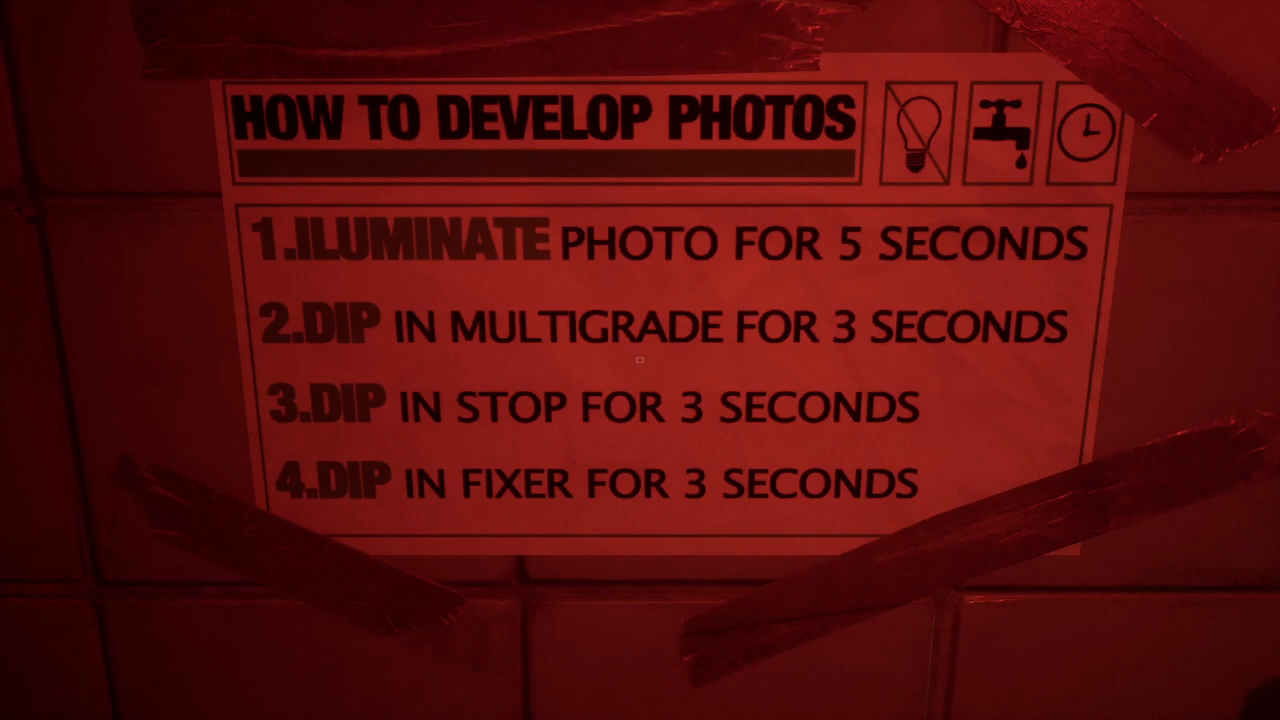 HOW TO DEVELOP PHOTOS
1.ILUMINATE PHOTO FOR 5 SECONDS
2.DIP IN MULTIGRADE FOR 3 SECONDS
3.DIP IN STOP FOR 3 SECONDS
4.DIP IN FIXER FOR 3 SECONDS